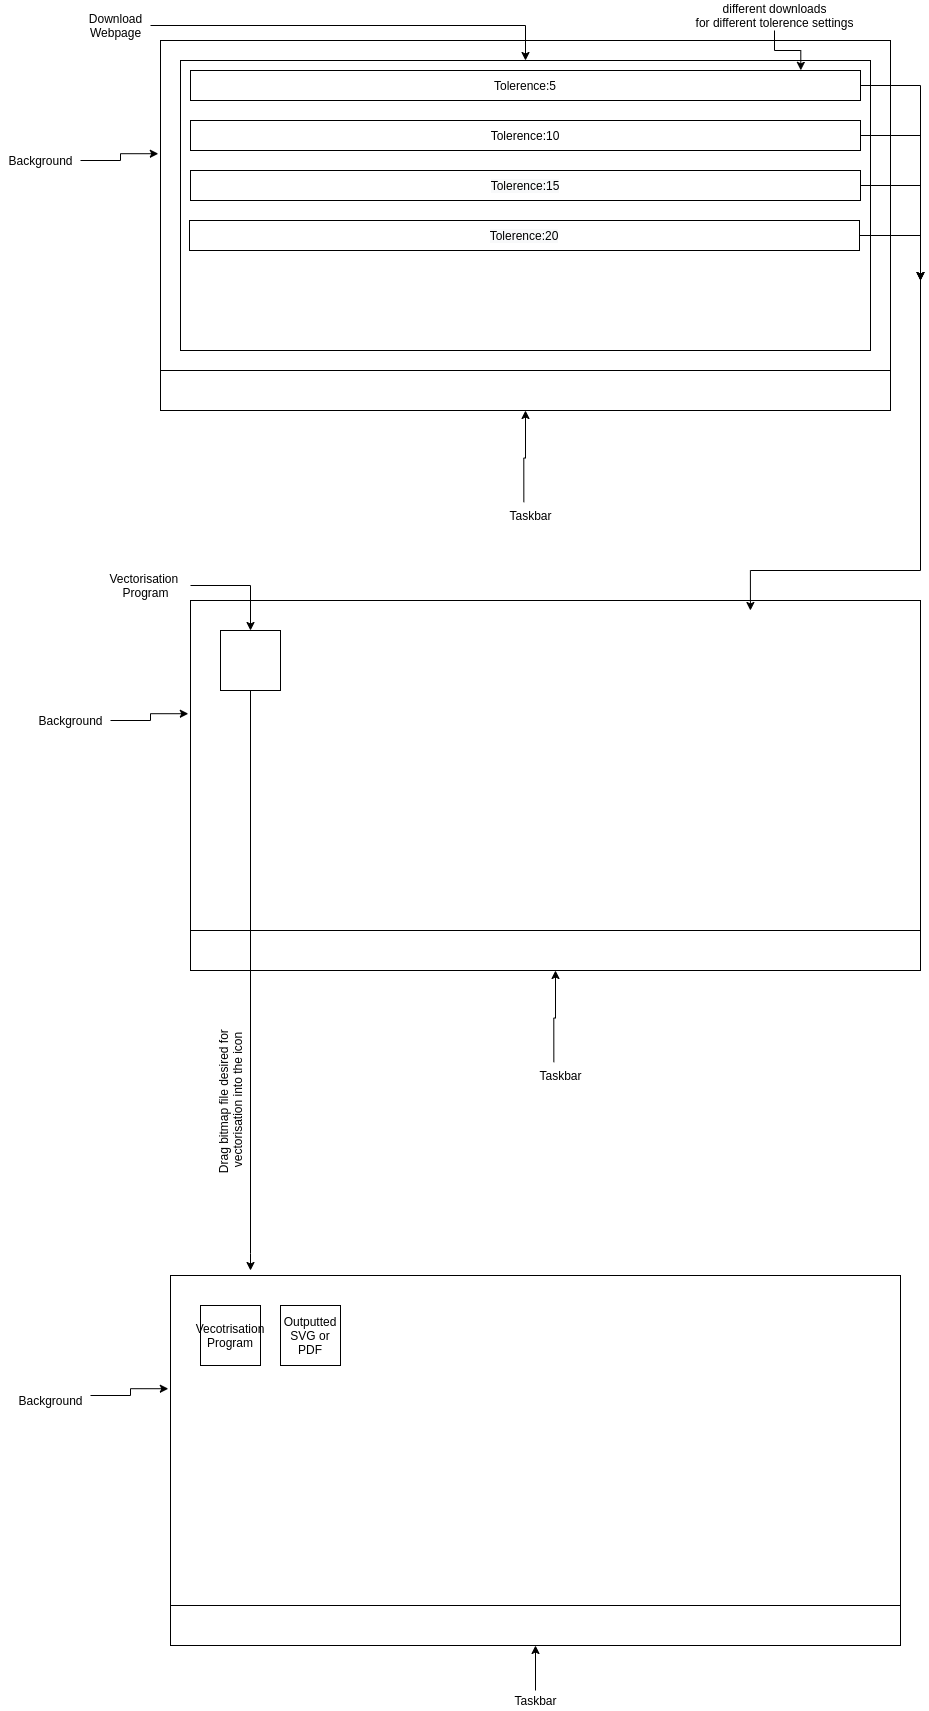 Download
Webpage
different downloads
for different tolerence settings
Tolerence:5
Tolerence:10
Background
Tolerence:15
Tolerence:20
Taskbar
Vectorisation
Program
Background
Drag bitmap file desired for
vectorisation into the icon
Taskbar
Vecotrisation
Program
Outputted
SVG or
PDF
Background
Taskbar